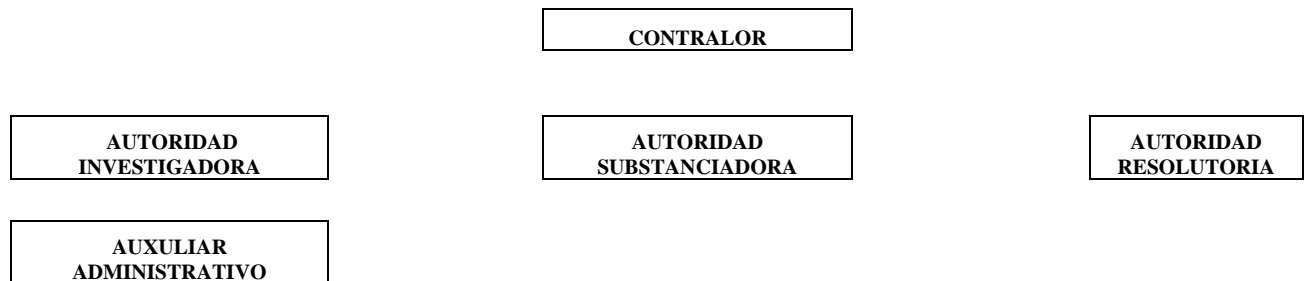 CONTRALOR
AUTORIDAD
INVESTIGADORA
AUTORIDAD
SUBSTANCIADORA
AUTORIDAD
RESOLUTORIA
AUXULIAR
ADMINISTRATIVO